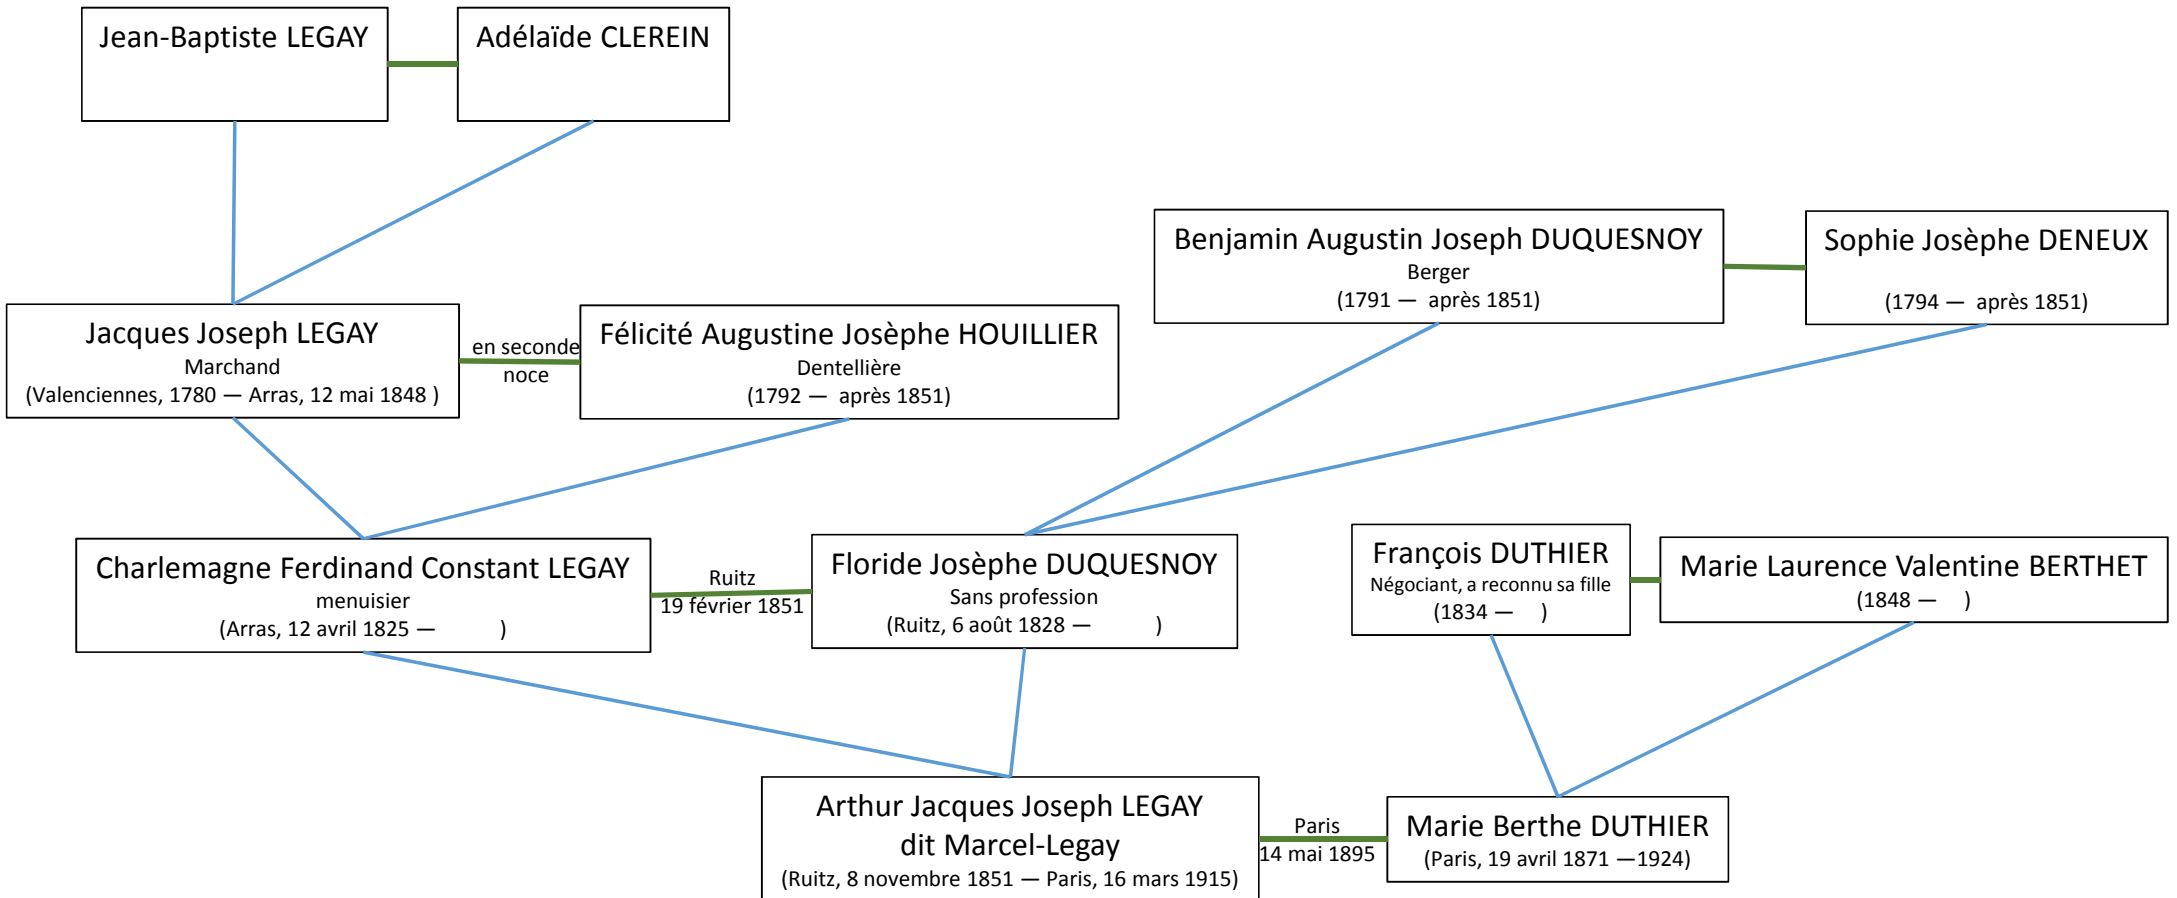 Jean-Baptiste LEGAY
Adélaïde CLEREIN
Benjamin Augustin Joseph DUQUESNOY
Berger
(1791 — après 1851)
Sophie Josèphe DENEUX
(1794 — après 1851)
Jacques Joseph LEGAY
Marchand
(Valenciennes, 1780 — Arras, 12 mai 1848 )
en seconde
noce
Félicité Augustine Josèphe HOUILLIER
Dentellière
(1792 — après 1851)
Charlemagne Ferdinand Constant LEGAY
menuisier
(Arras, 12 avril 1825 — )
Ruitz
19 février 1851
Floride Josèphe DUQUESNOY
Sans profession
(Ruitz, 6 août 1828 — )
François DUTHIER
Négociant, a reconnu sa fille
(1834 — )
Marie Laurence Valentine BERTHET
(1848 — )
Arthur Jacques Joseph LEGAY
dit Marcel-Legay
(Ruitz, 8 novembre 1851 — Paris, 16 mars 1915)
Paris
14 mai 1895
Marie Berthe DUTHIER
(Paris, 19 avril 1871 —1924)